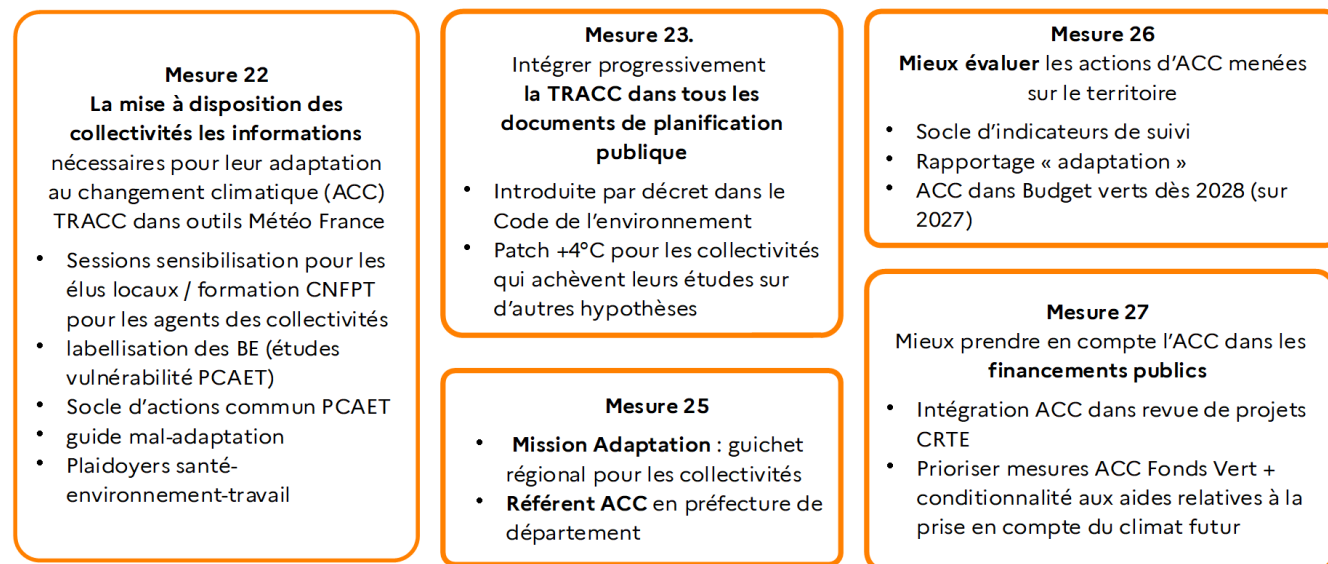 Mesure 22
La mise à disposition des
collectivités les informations
nécessaires pour leur adaptation
au changement climatique (ACC)
TRACC dans outils Météo France
• Sessions sensibilisation pour les
élus locaux / formation CNFPT
pour les agents des collectivités
• labellisation des BE (études
vulnérabilité PCAET)
• Socle d'actions commun PCAET
• guide mal-adaptation
• Plaidoyers santé-
environnement-travail
Mesure 23.
Intégrer progressivement
la TRACC dans tous les
documents de planification
publique
• Introduite par décret dans le
Code de l'environnement
• Patch +4°C pour les collectivités
qui achèvent leurs études sur
d'autres hypothèses
Mesure 25
• Mission Adaptation : guichet
régional pour les collectivités
• Référent ACC en préfecture de
département
Mesure 26
Mieux évaluer les actions d'ACC menées
sur le territoire
• Socle d'indicateurs de suivi
• Rapportage « adaptation »
• ACC dans Budget verts dès 2028 (sur
2027)
Mesure 27
Mieux prendre en compte l'ACC dans les
financements publics
• Intégration ACC dans revue de projets
CRTE
• Prioriser mesures ACC Fonds Vert +
conditionnalité aux aides relatives à la
prise en compte du climat futur